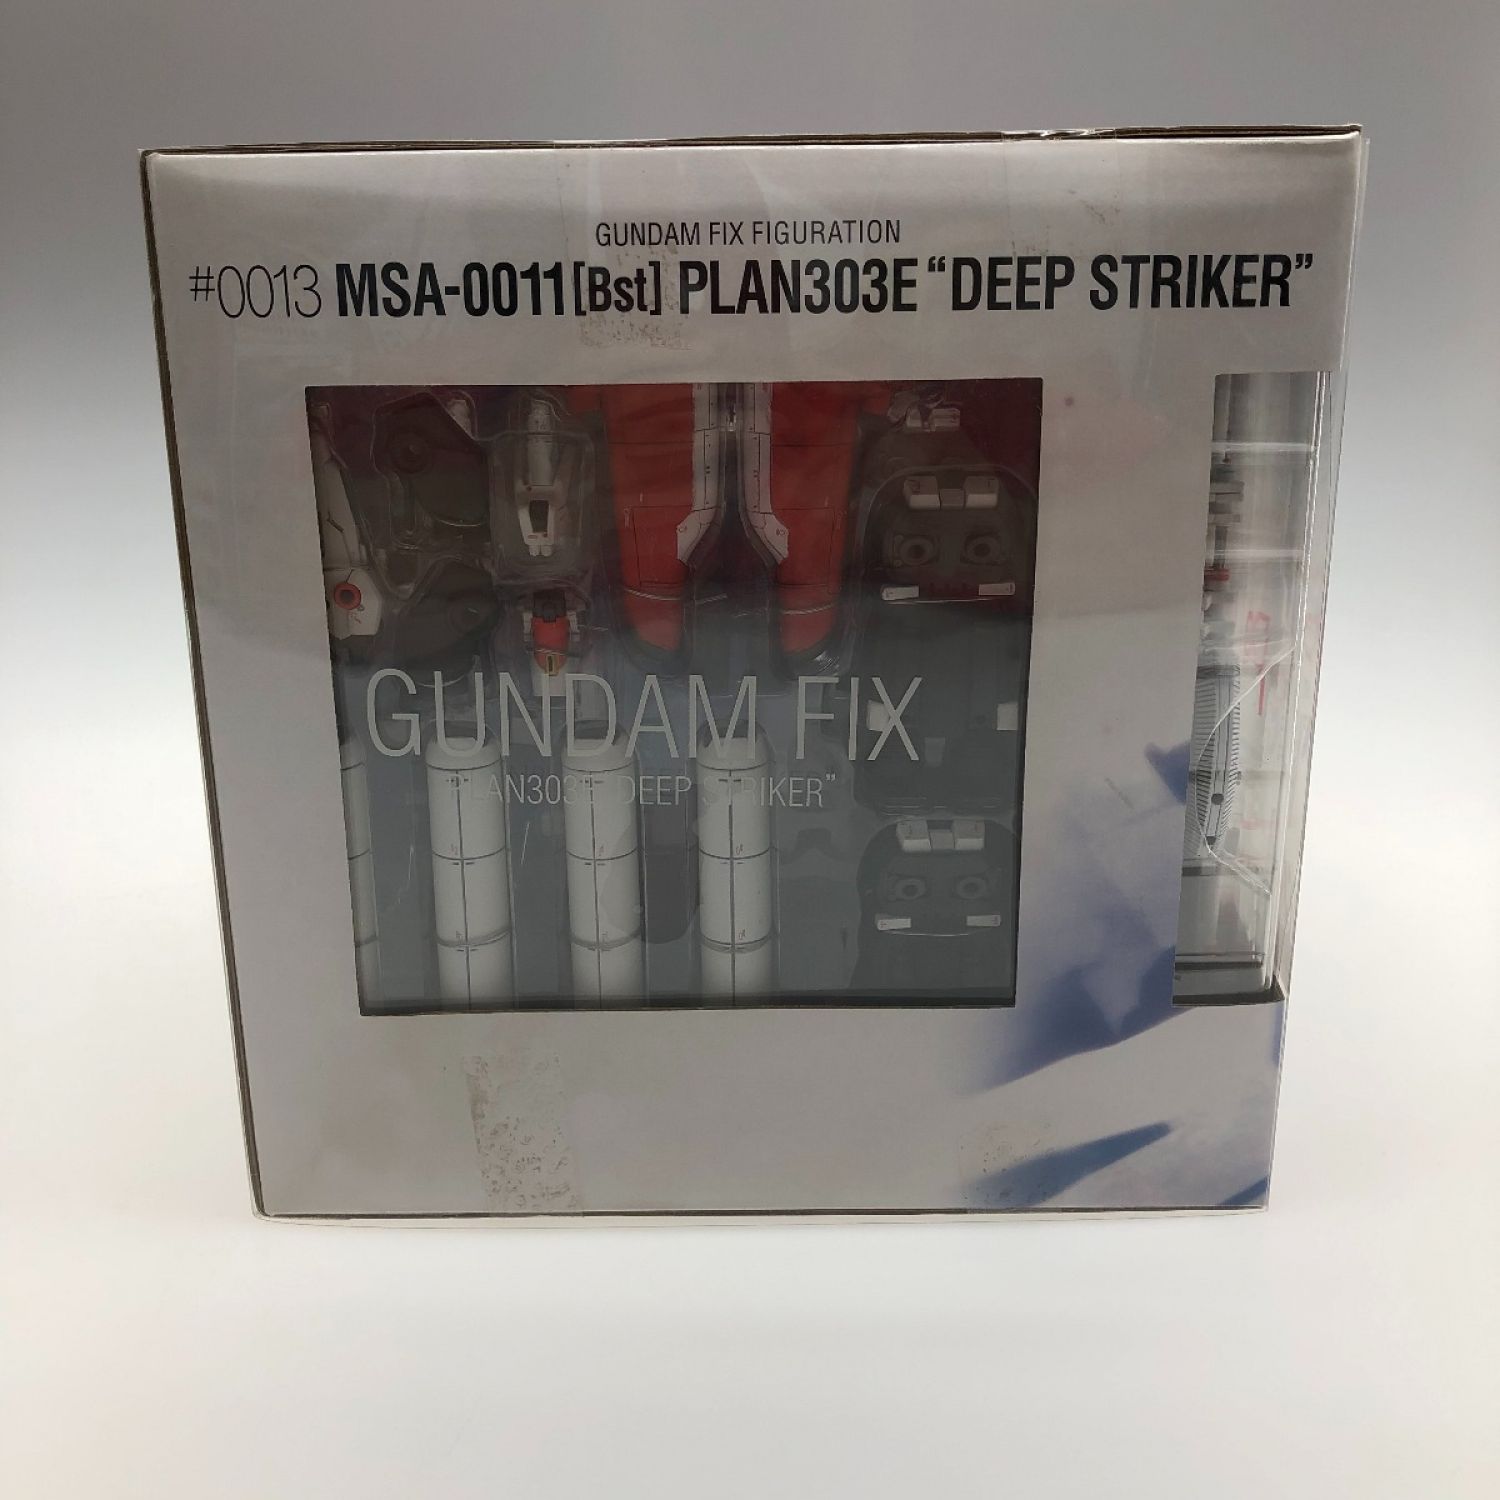 GUNDAM FIX FIGURATION
#0013 MSA-0011[Bst] PLAN303E “DEEP STRIKER”
GUNDAM FIX
PLAN303E “DEEP STRIKER”